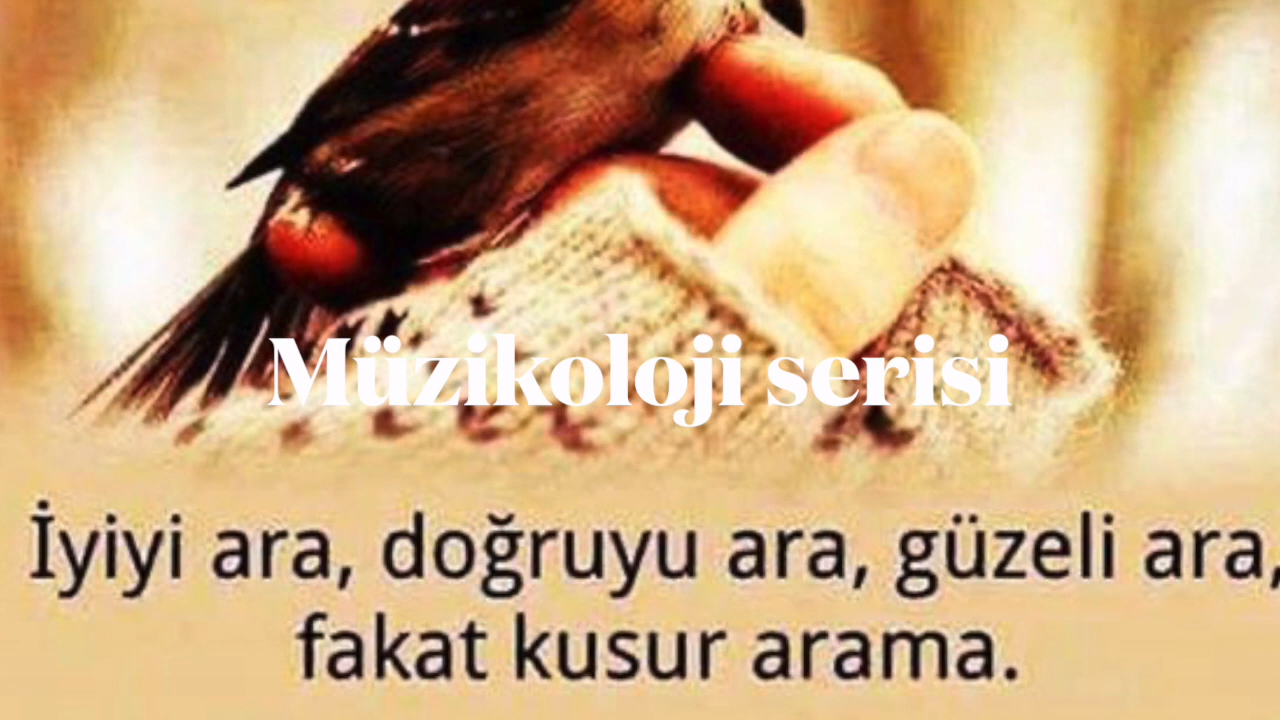 Müzikoloji serisi
İyiyi ara, doğruyu ara, güzeli ara,
fakat kusur arama.